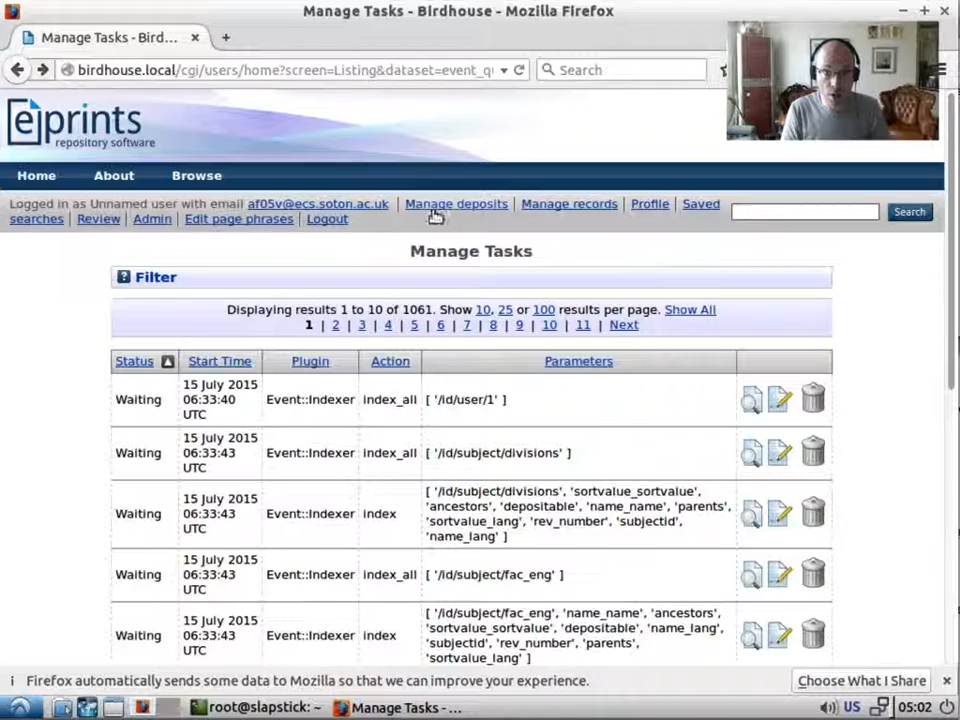 Manage Tasks - Birdhouse - Mozilla Firefox
Manage Tasks - Bird... × +
birdhouse.local/cgi/users/home?screen=Listing&dataset=event_q
Search
eprints
repository software
Home About Browse
Logged in as Unnamed user with email af05v@ecs.soton.ac.uk | Manage deposits | Manage records | Profile | Saved
searches | Review | Admin | Edit page phrases | Logout
Search
Manage Tasks
? Filter
Displaying results 1 to 10 of 1061. Show 10, 25 or 100 results per page. Show All
1 | 2 | 3 | 4 | 5 | 6 | 7 | 8 | 9 | 10 | 11 | Next
Status Start Time Plugin Action Parameters
Waiting 15 July 2015 06:33:40 UTC Event::Indexer index_all [ '/id/user/1' ]
Waiting 15 July 2015 06:33:43 UTC Event::Indexer index_all [ '/id/subject/divisions' ]
Waiting 15 July 2015 06:33:43 UTC Event::Indexer index [ '/id/subject/divisions', 'sortvalue_sortvalue',
'ancestors', 'depositable', 'name_name', 'parents',
'sortvalue_lang', 'rev_number', 'subjectid',
'name_lang' ]
Waiting 15 July 2015 06:33:43 UTC Event::Indexer index_all [ '/id/subject/fac_eng' ]
Waiting 15 July 2015 06:33:43 UTC Event::Indexer index [ '/id/subject/fac_eng', 'name_name', 'ancestors',
'sortvalue_sortvalue', 'depositable', 'name_lang',
'subjectid', 'rev_number', 'parents',
'sortvalue_lang' ]
i Firefox automatically sends some data to Mozilla so that we can improve your experience. Choose What I Share ×
root@slapstick: ~ Manage Tasks - ... US 05:02